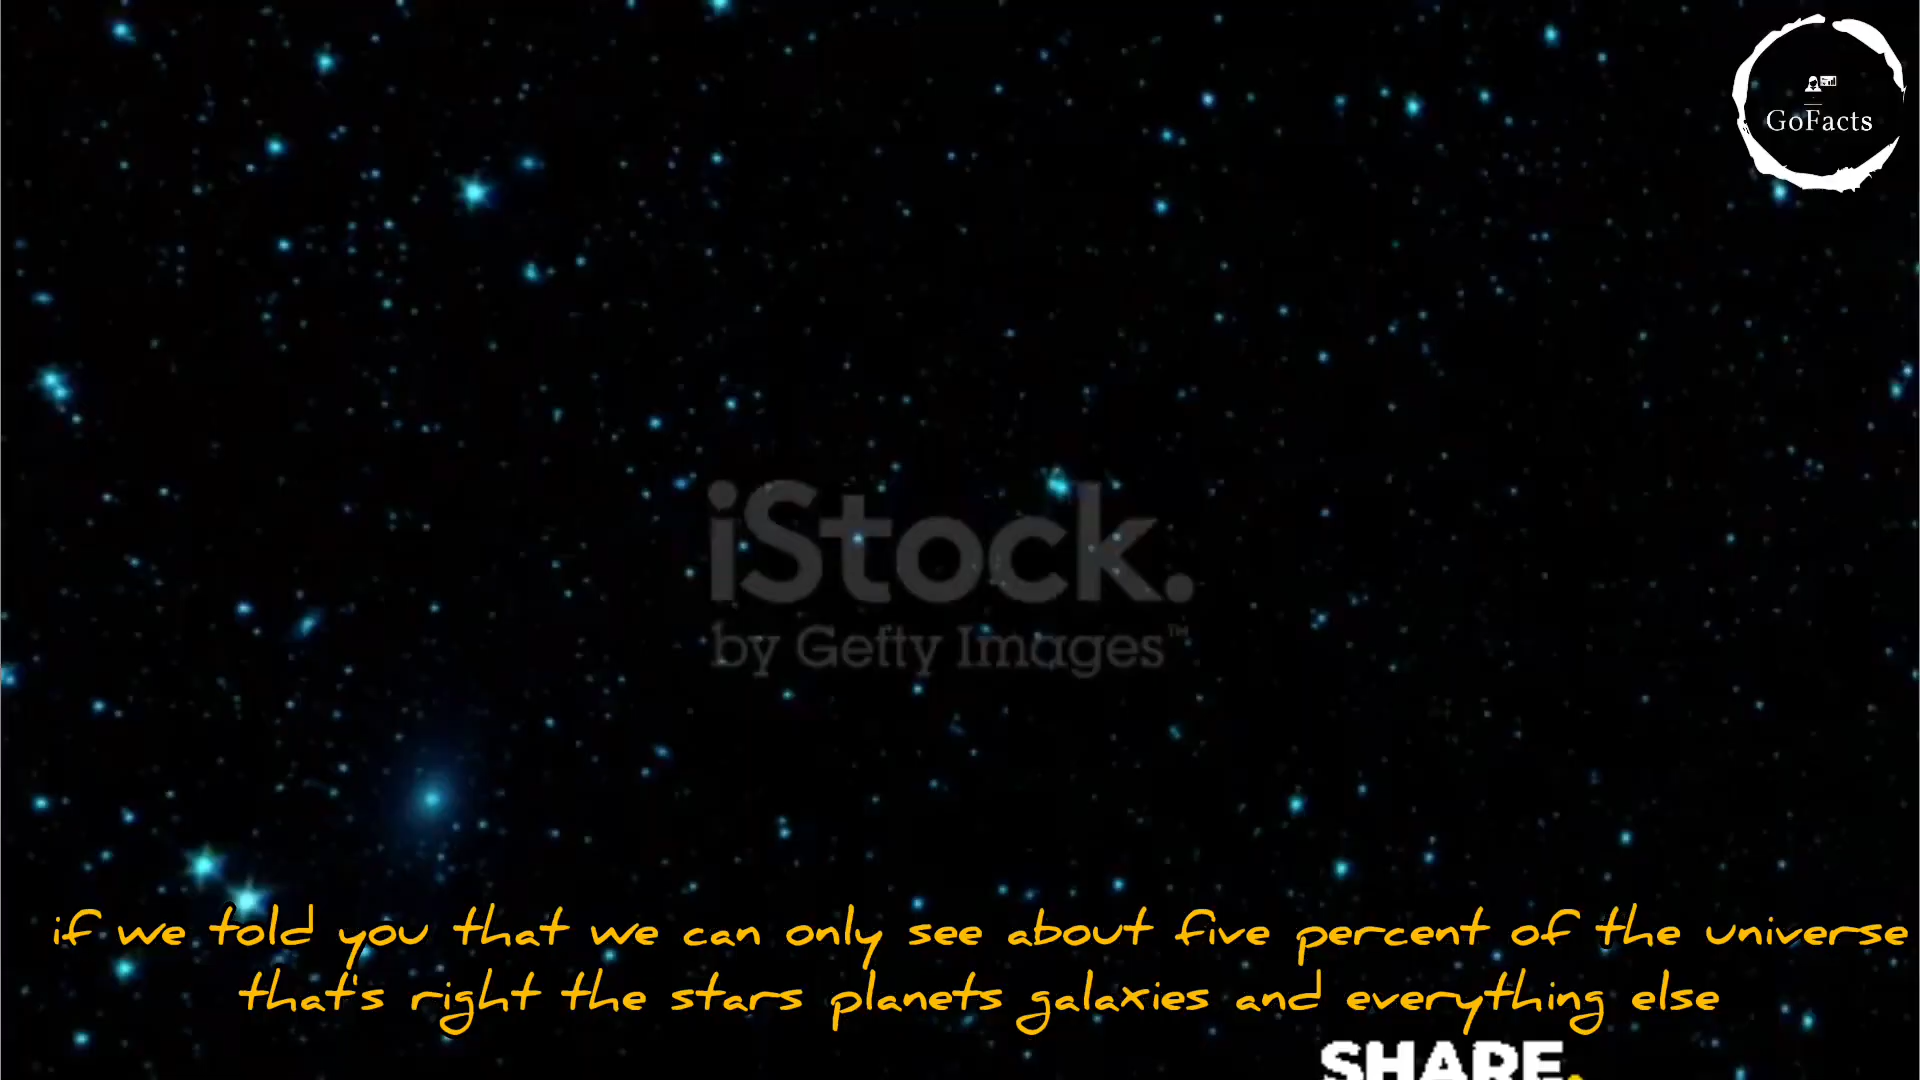 GoFacts
iStock.
by Getty Images™
if we told you that we can only see about five percent of the universe
that's right the stars planets galaxies and everything else
SHARE.